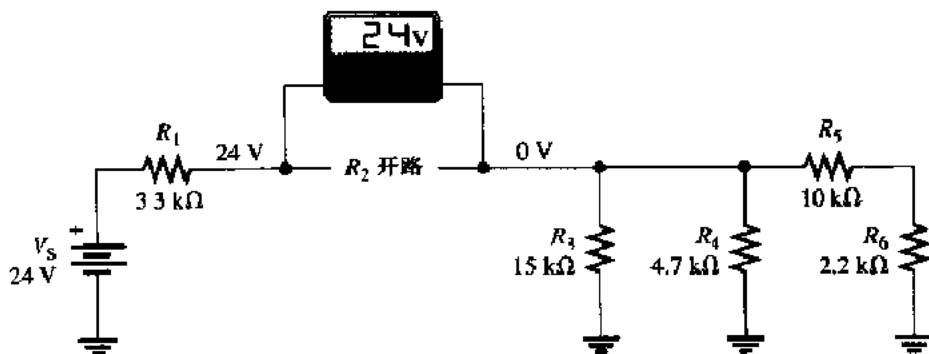 24V
R1
3 3 kΩ
24 V
R2 开路
0 V
R5
10 kΩ
+
VS
24 V
R3
15 kΩ
R4
4.7 kΩ
R6
2.2 kΩ